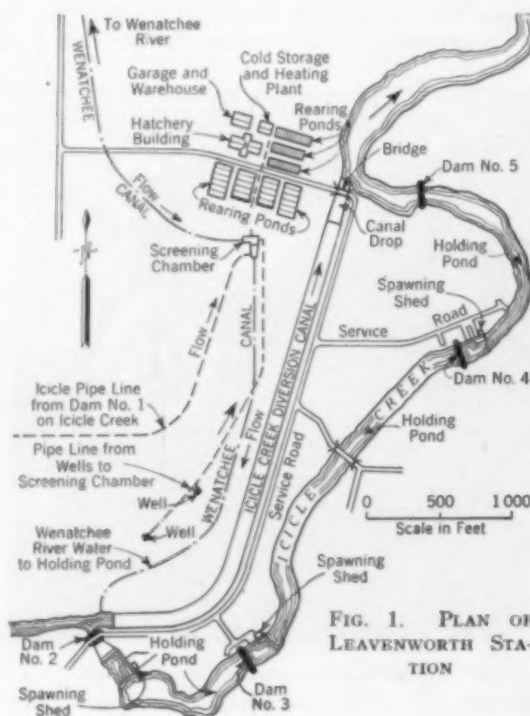 To Wenatchee
River
WENATCHEE
Flow
CANAL
Cold Storage
and Heating
Plant
Garage and
Warehouse
Hatchery
Building
Rearing
Ponds
Bridge
Rearing Ponds
Canal
Drop
Dam No. 5
Screening
Chamber
Holding
Pond
Spawning
Shed
Service
Road
Dam No. 4
Flow
CANAL
WENATCHEE
Flow
ICICLE CREEK DIVERSION CANAL
Service Road
ICICLE
CREEK
Holding
Pond
Icicle Pipe Line
from Dam No. 1
on Icicle Creek
Pipe Line from
Wells to
Screening Chamber
Well
Well
Wenatchee
River Water
to Holding Pond
0
500
1000
Scale in Feet
Spawning
Shed
Dam
No. 2
Holding
Pond
Spawning
Shed
Dam
No. 3
FIG. 1. PLAN OF
LEAVENWORTH STA-
TION